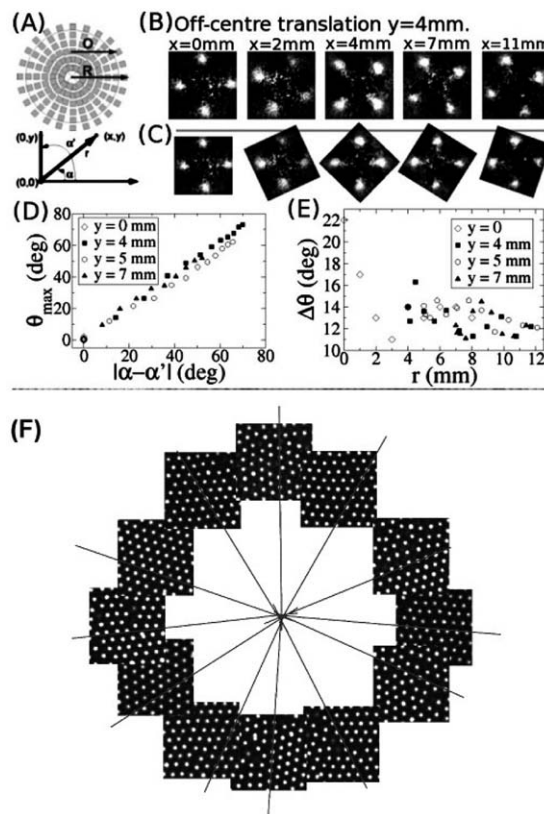 (A)
O
R
(0,y)
(x,y)
α'
r
α
(0,0)
(B) Off-centre translation y=4mm.
x=0mm x=2mm x=4mm x=7mm x=11mm
(C)
(D)
80
60
40
20
0
θmax (deg)
y = 0 mm
y = 4 mm
y = 5 mm
y = 7 mm
0 20 40 60 80
|α−α'| (deg)
(E)
22
20
18
16
14
12
10
Δθ (deg)
y = 0
y = 4 mm
y = 5 mm
y = 7 mm
0 2 4 6 8 10 12
r (mm)
(F)